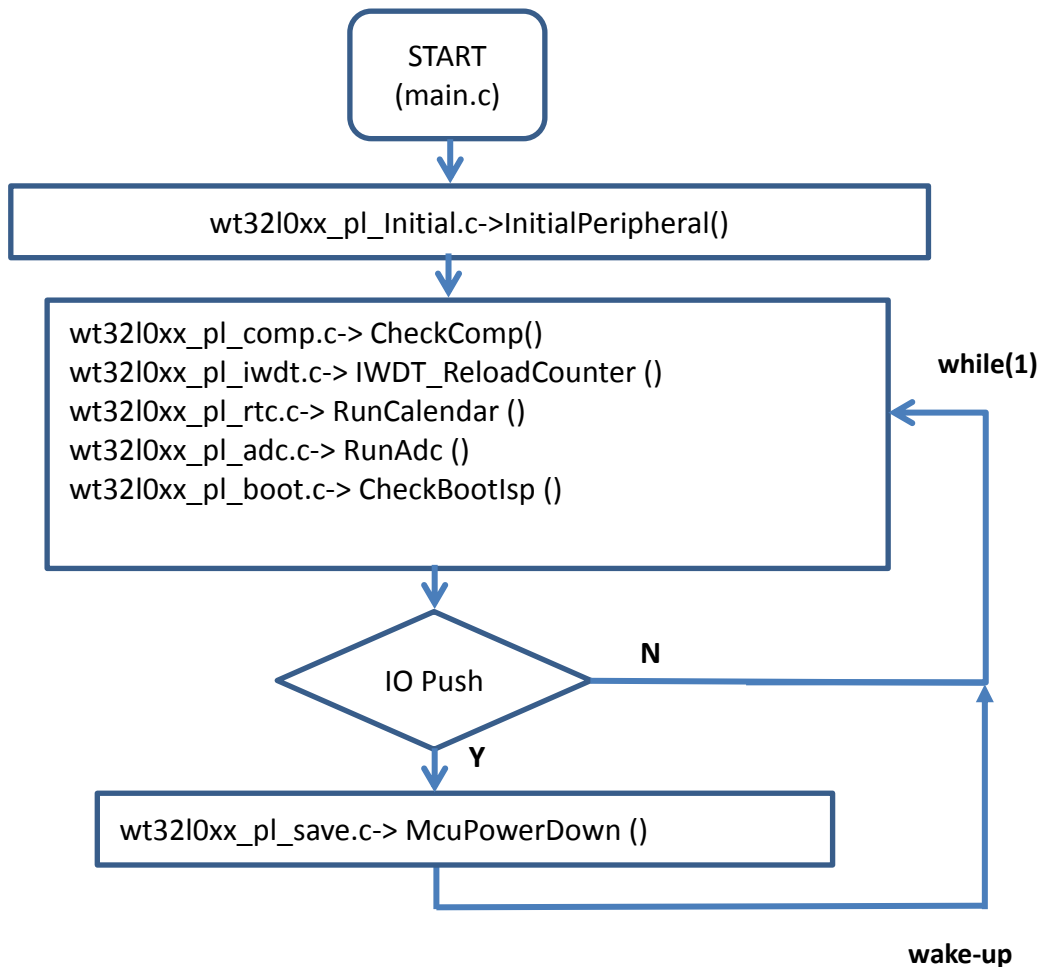 START
(main.c)
wt32l0xx_pl_Initial.c->InitialPeripheral()
wt32l0xx_pl_comp.c-> CheckComp()
wt32l0xx_pl_iwdt.c-> IWDT_ReloadCounter ()
wt32l0xx_pl_rtc.c-> RunCalendar ()
wt32l0xx_pl_adc.c-> RunAdc ()
wt32l0xx_pl_boot.c-> CheckBootIsp ()
while(1)
IO Push
N
Y
wt32l0xx_pl_save.c-> McuPowerDown ()
wake-up